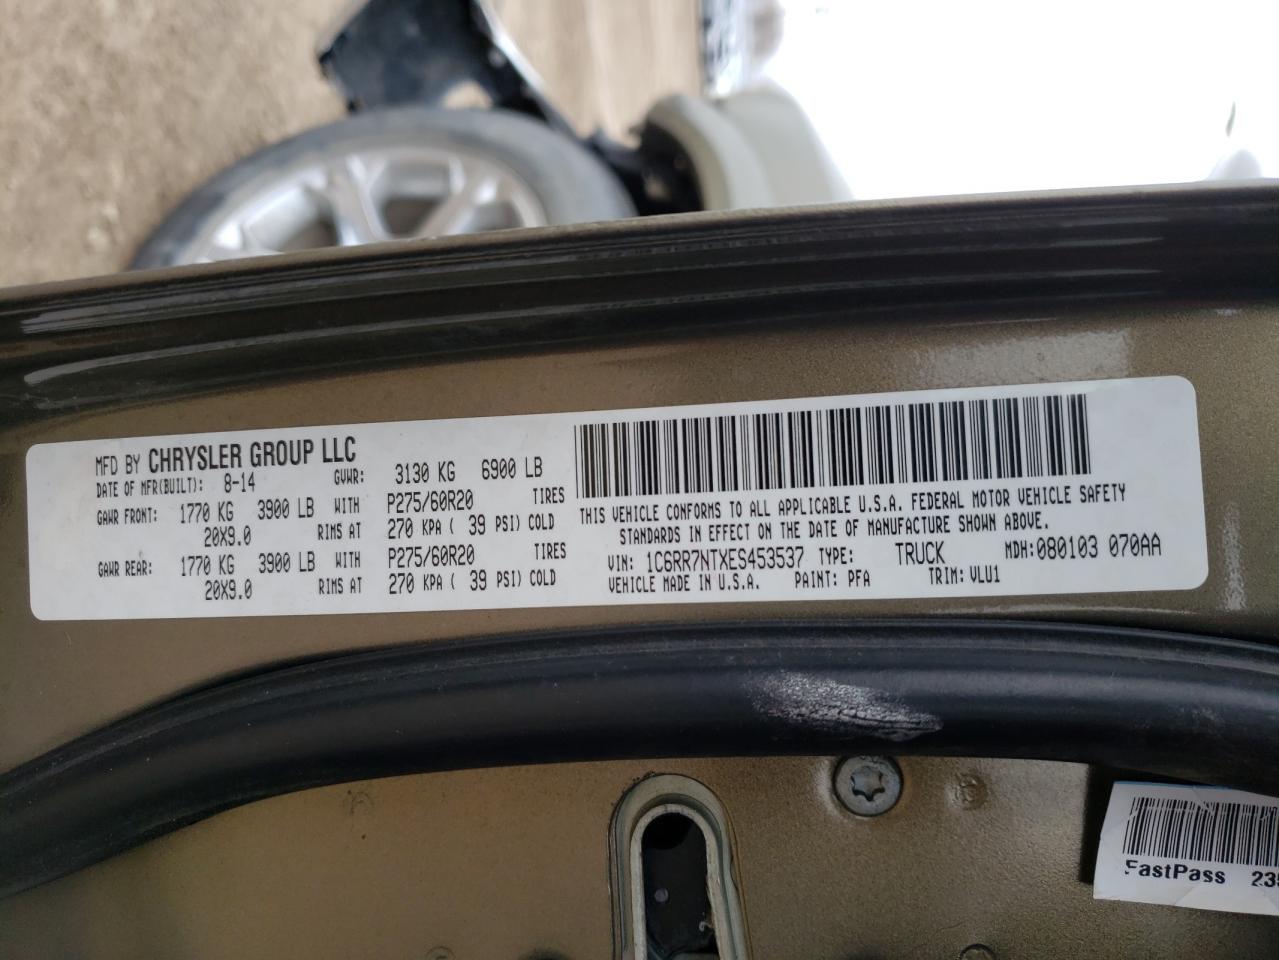 MFD BY CHRYSLER GROUP LLC
DATE OF MFR(BUILT): 8-14 GVWR: 3130 KG 6900 LB
GAWR FRONT: 1770 KG 3900 LB WITH P275/60R20 TIRES
20X9.0 RIMS AT 270 KPA ( 39 PSI) COLD
GAWR REAR: 1770 KG 3900 LB WITH P275/60R20 TIRES
20X9.0 RIMS AT 270 KPA ( 39 PSI) COLD
THIS VEHICLE CONFORMS TO ALL APPLICABLE U.S.A. FEDERAL MOTOR VEHICLE SAFETY
STANDARDS IN EFFECT ON THE DATE OF MANUFACTURE SHOWN ABOVE.
VIN: 1C6RR7NTXES453537 TYPE: TRUCK MDH:080103 070AA
VEHICLE MADE IN U.S.A. PAINT: PFA TRIM: VLU1
FastPass